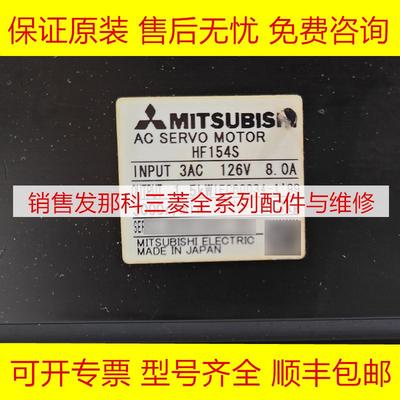 保证原装 售后无忧 免费咨询
MITSUBISHI
AC SERVO MOTOR
HF154S
INPUT 3AC 126V 8.0A
销售发那科三菱全系列配件与维修
SER
MITSUBISHI ELECTRIC
MADE IN JAPAN
可开专票 型号齐全 顺丰包邮